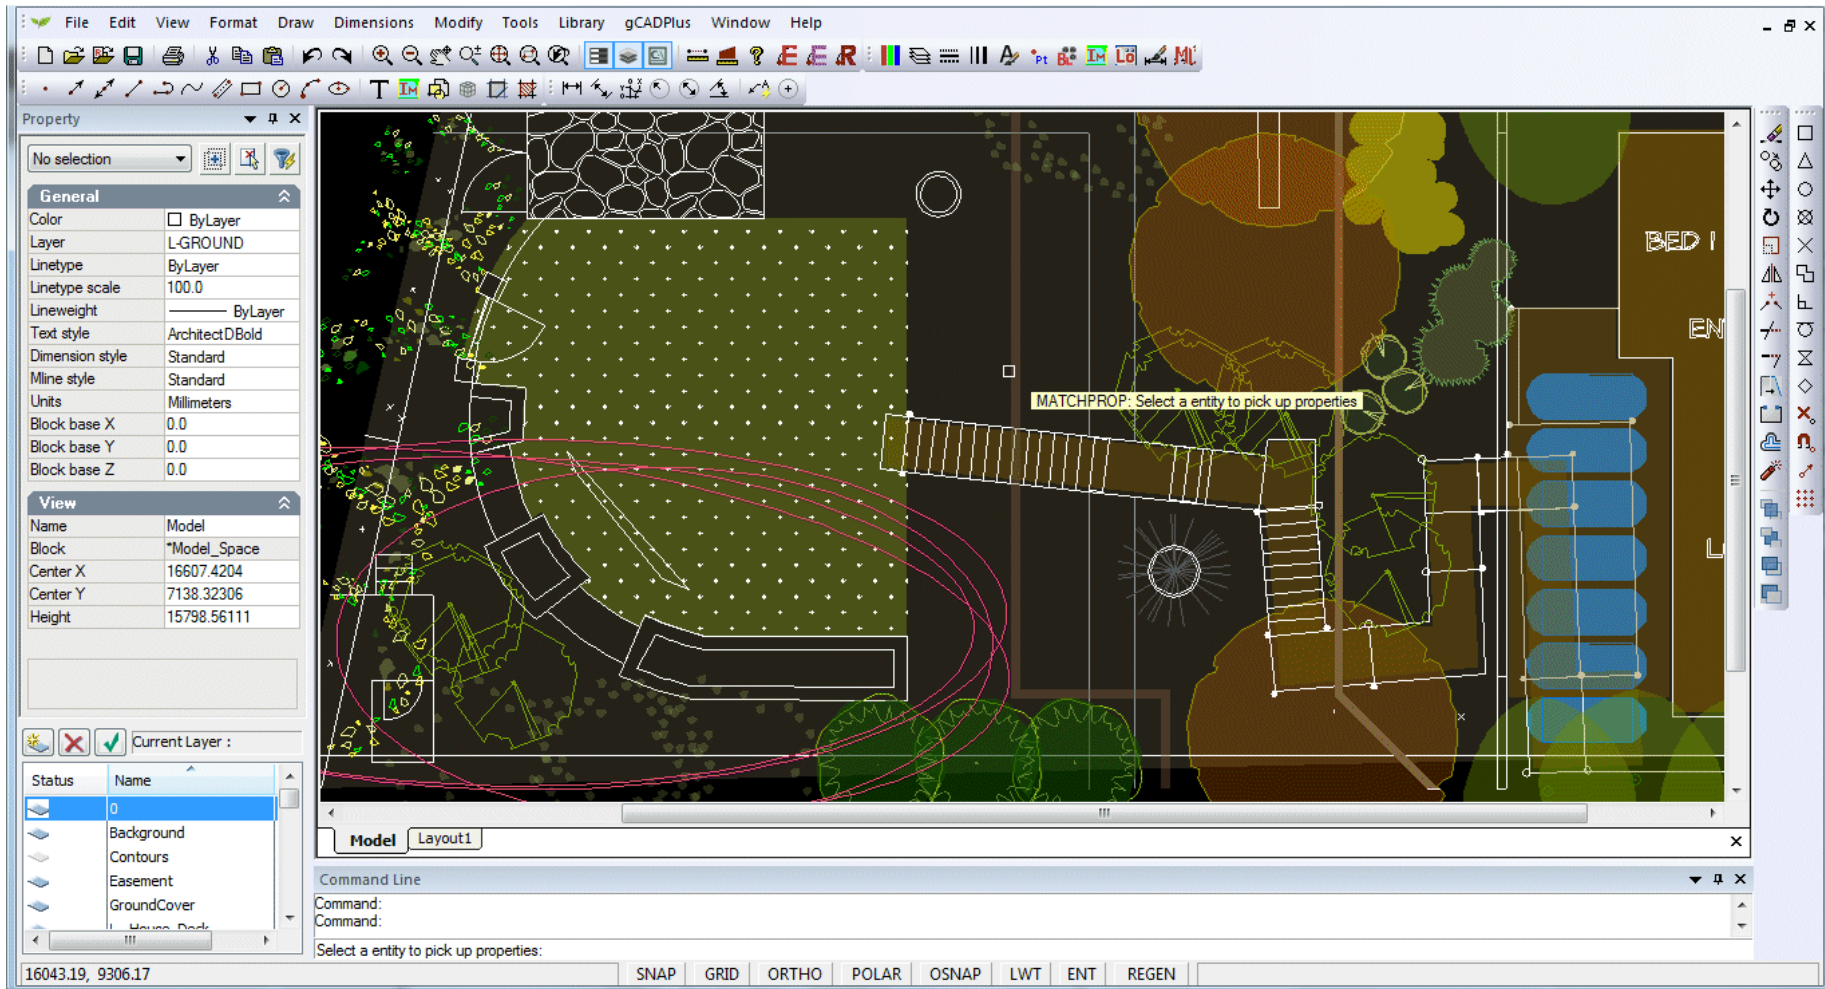 File Edit View Format Draw Dimensions Modify Tools Library gCADPlus Window Help
Property
No selection
General
Color ByLayer
Layer L-GROUND
Linetype ByLayer
Linetype scale 100.0
Lineweight ByLayer
Text style ArchitectDBold
Dimension style Standard
Mline style Standard
Units Millimeters
Block base X 0.0
Block base Y 0.0
Block base Z 0.0
View
Name Model
Block *Model_Space
Center X 16607.4204
Center Y 7138.32306
Height 15798.56111
Current Layer :
Status Name
0
Background
Contours
Easement
GroundCover
BED 1
EN
MATCHPROP: Select a entity to pick up properties
Model Layout1
Command Line
Command:
Command:
Select a entity to pick up properties:
16043.19, 9306.17 SNAP GRID ORTHO POLAR OSNAP LWT ENT REGEN